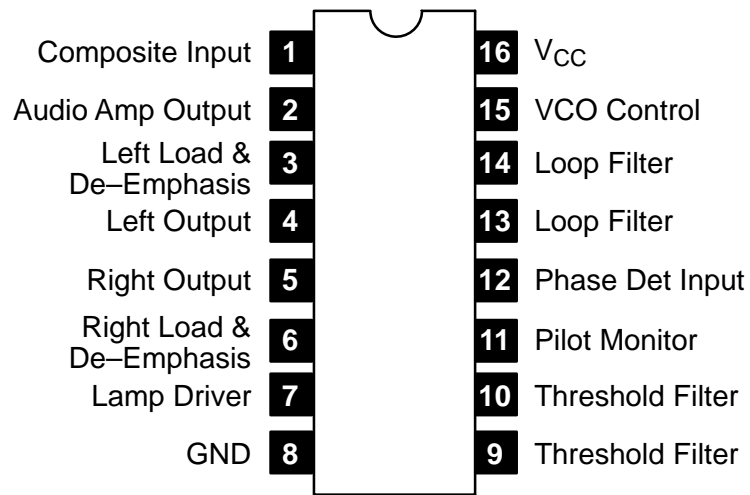 Composite Input 1
Audio Amp Output 2
Left Load &
De–Emphasis 3
Left Output 4
Right Output 5
Right Load &
De–Emphasis 6
Lamp Driver 7
GND 8
16 VCC
15 VCO Control
14 Loop Filter
13 Loop Filter
12 Phase Det Input
11 Pilot Monitor
10 Threshold Filter
9 Threshold Filter